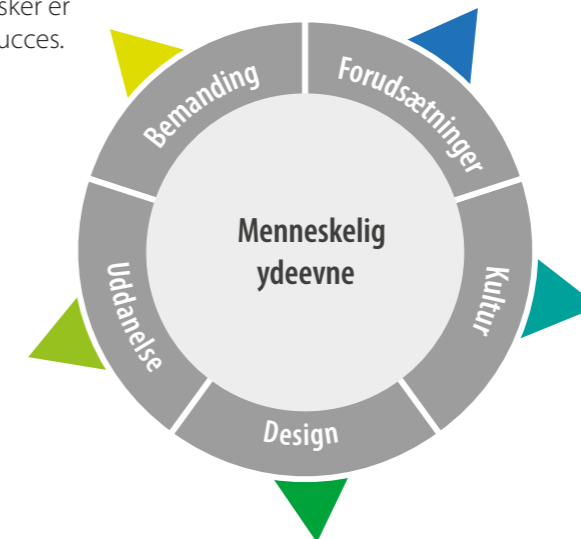 sker er
ucces.
Bemanding
Forudsætninger
Menneskelig
ydeevne
Uddanelse
Kultur
Design